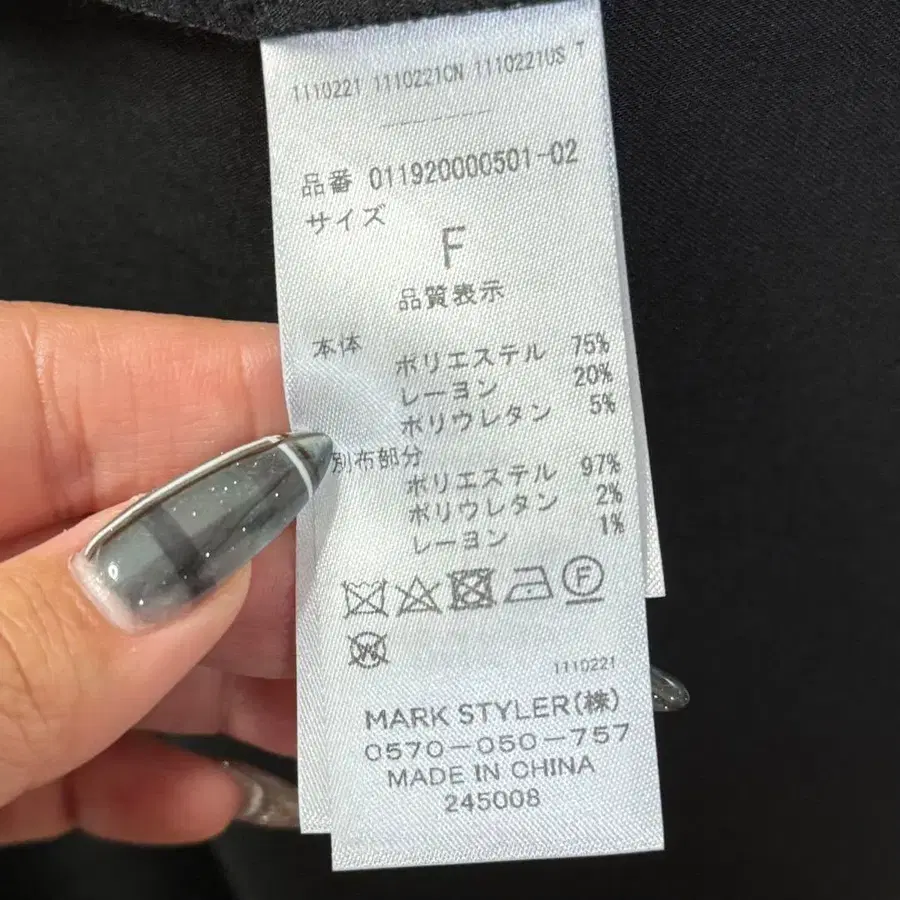 1110221 1110221CN 1110221US T
品番 011920000501-02
サイズ
F
品質表示
本体
ポリエステル 75%
レーヨン 20%
ポリウレタン 5%
別布部分
ポリエステル 97%
ポリウレタン 2%
レーヨン 1%
F
W
1110221
MARK STYLER(株)
0570-050-757
MADE IN CHINA
245008